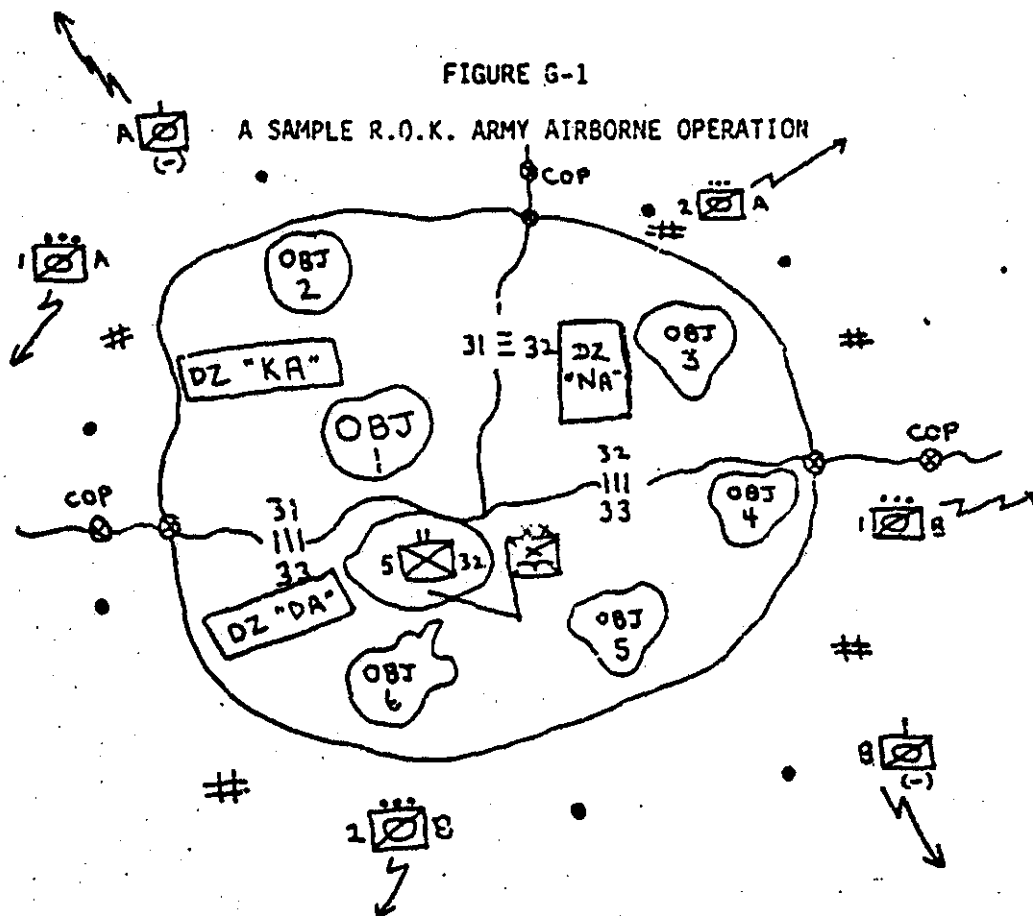 FIGURE G-1
A SAMPLE R.O.K. ARMY AIRBORNE OPERATION
A
(-)
COP
2 A
1 A
OBJ
2
31 32
DZ
"NA"
OBJ
3
DZ "KA"
OBJ
1
32
33
COP
COP
31
33
OBJ
4
1 B
5 32
DZ "DA"
OBJ
5
OBJ
6
B
(-)
2 B